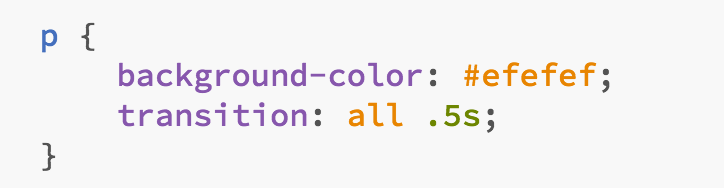 p {
    background-color: #efefef;
    transition: all .5s;
}